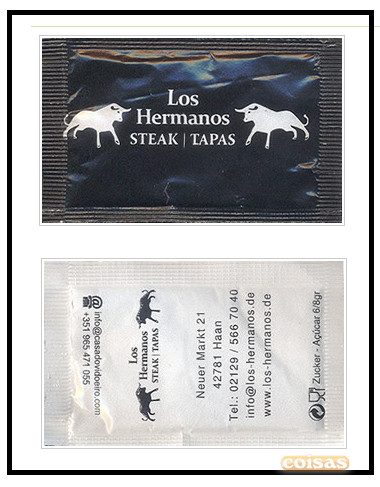 Los
Hermanos
STEAK | TAPAS
@info@casadovidoeiro.com
+351 965 471 056
Los
Hermanos
STEAK | TAPAS
Neuer Markt 21
42781 Haan
Tel.: 02129 / 566 70 40
info@los-hermanos.de
www.los-hermanos.de
Zucker - Açúcar 6/8gr
coisas